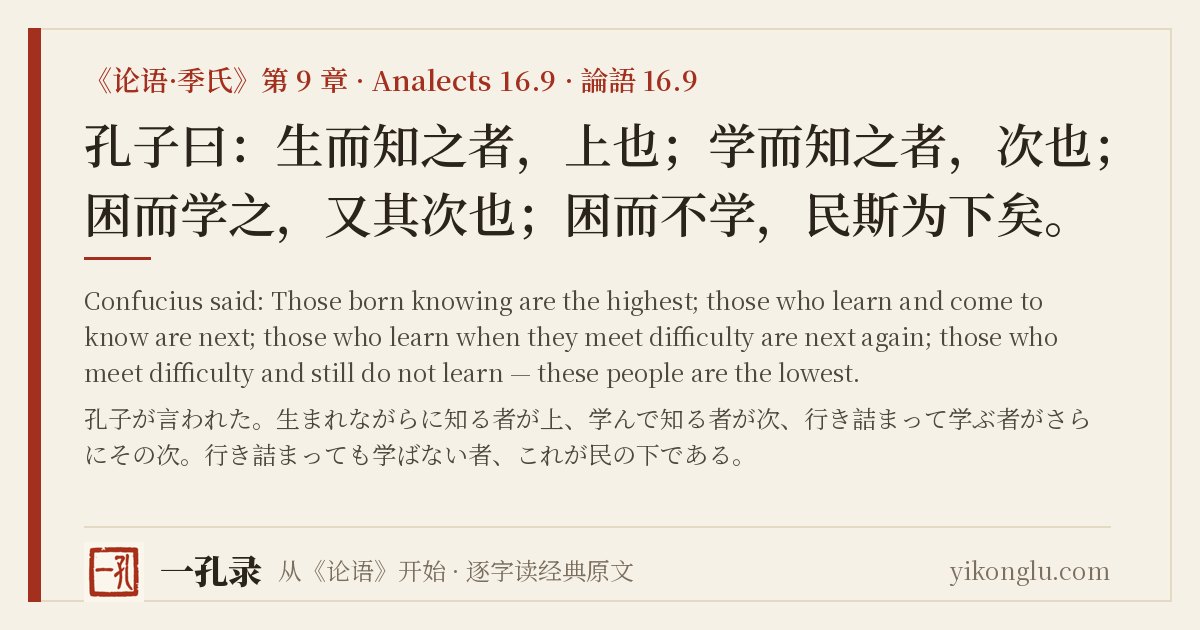 《论语·季氏》第 9 章 · Analects 16.9 · 論語 16.9
孔子曰：生而知之者，上也；学而知之者，次也；
困而学之，又其次也；困而不学，民斯为下矣。
Confucius said: Those born knowing are the highest; those who learn and come to
know are next; those who learn when they meet difficulty are next again; those who
meet difficulty and still do not learn — these people are the lowest.
孔子が言われた。生まれながらに知る者が上、学んで知る者が次、行き詰まって学ぶ者がさら
にその次。行き詰まっても学ばない者、これが民の下である。
一孔
一孔录 从《论语》开始 · 逐字读经典原文 yikonglu.com